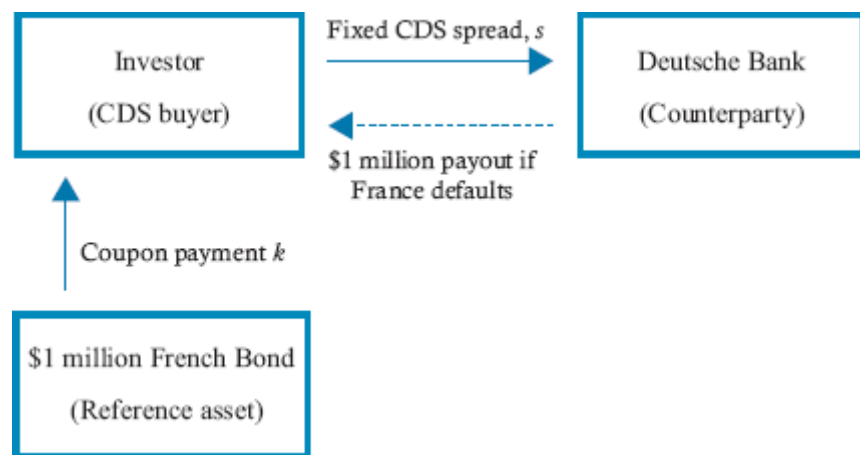 Investor
(CDS buyer)
Fixed CDS spread, s
Deutsche Bank
(Counterparty)
$1 million payout if
France defaults
Coupon payment k
$1 million French Bond
(Reference asset)